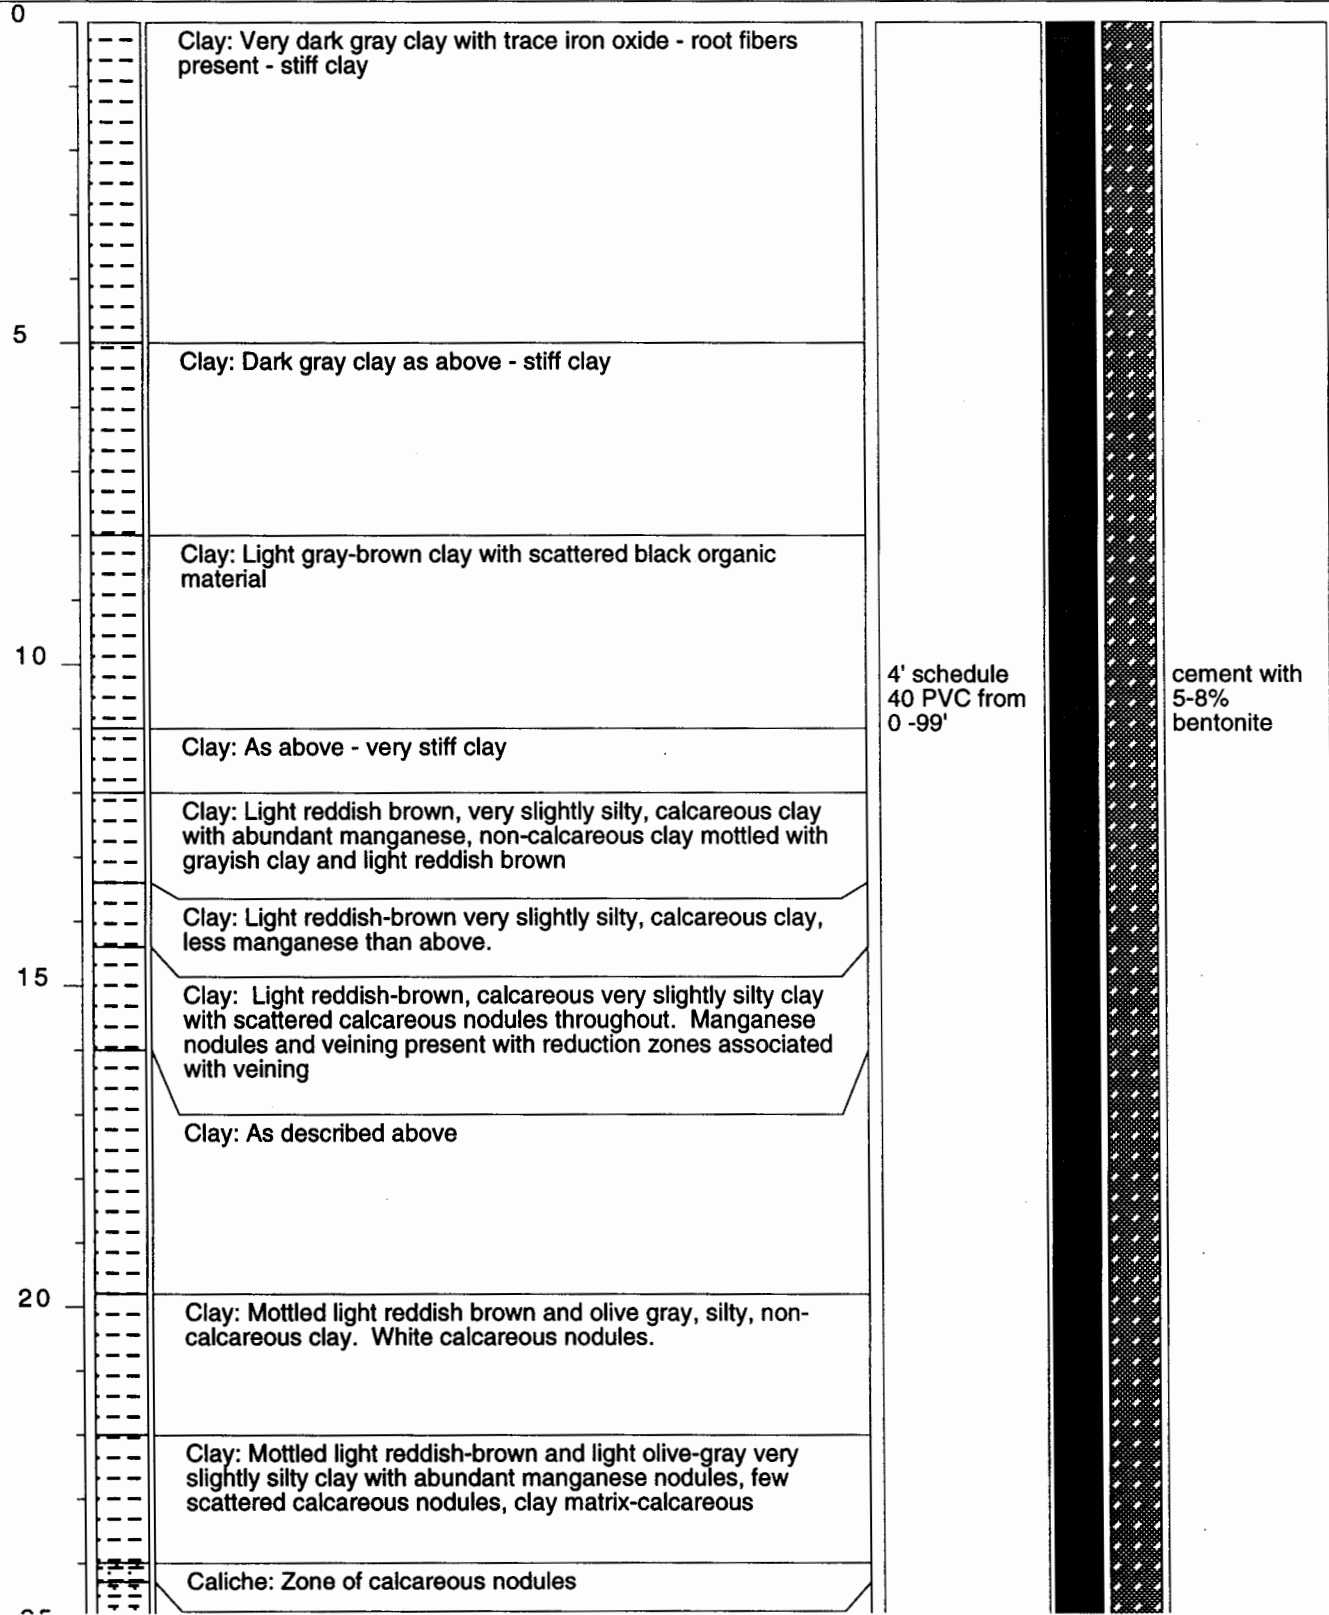 0
Clay: Very dark gray clay with trace iron oxide - root fibers
present - stiff clay
5
Clay: Dark gray clay as above - stiff clay
Clay: Light gray-brown clay with scattered black organic
material
10
4' schedule
40 PVC from
0 -99'
cement with
5-8%
bentonite
Clay: As above - very stiff clay
Clay: Light reddish brown, very slightly silty, calcareous clay
with abundant manganese, non-calcareous clay mottled with
grayish clay and light reddish brown
Clay: Light reddish-brown very slightly silty, calcareous clay,
less manganese than above.
15
Clay:  Light reddish-brown, calcareous very slightly silty clay
with scattered calcareous nodules throughout.  Manganese
nodules and veining present with reduction zones associated
with veining
Clay: As described above
20
Clay: Mottled light reddish brown and olive gray, silty, non-
calcareous clay.  White calcareous nodules.
Clay: Mottled light reddish-brown and light olive-gray very
slightly silty clay with abundant manganese nodules, few
scattered calcareous nodules, clay matrix-calcareous
Caliche: Zone of calcareous nodules